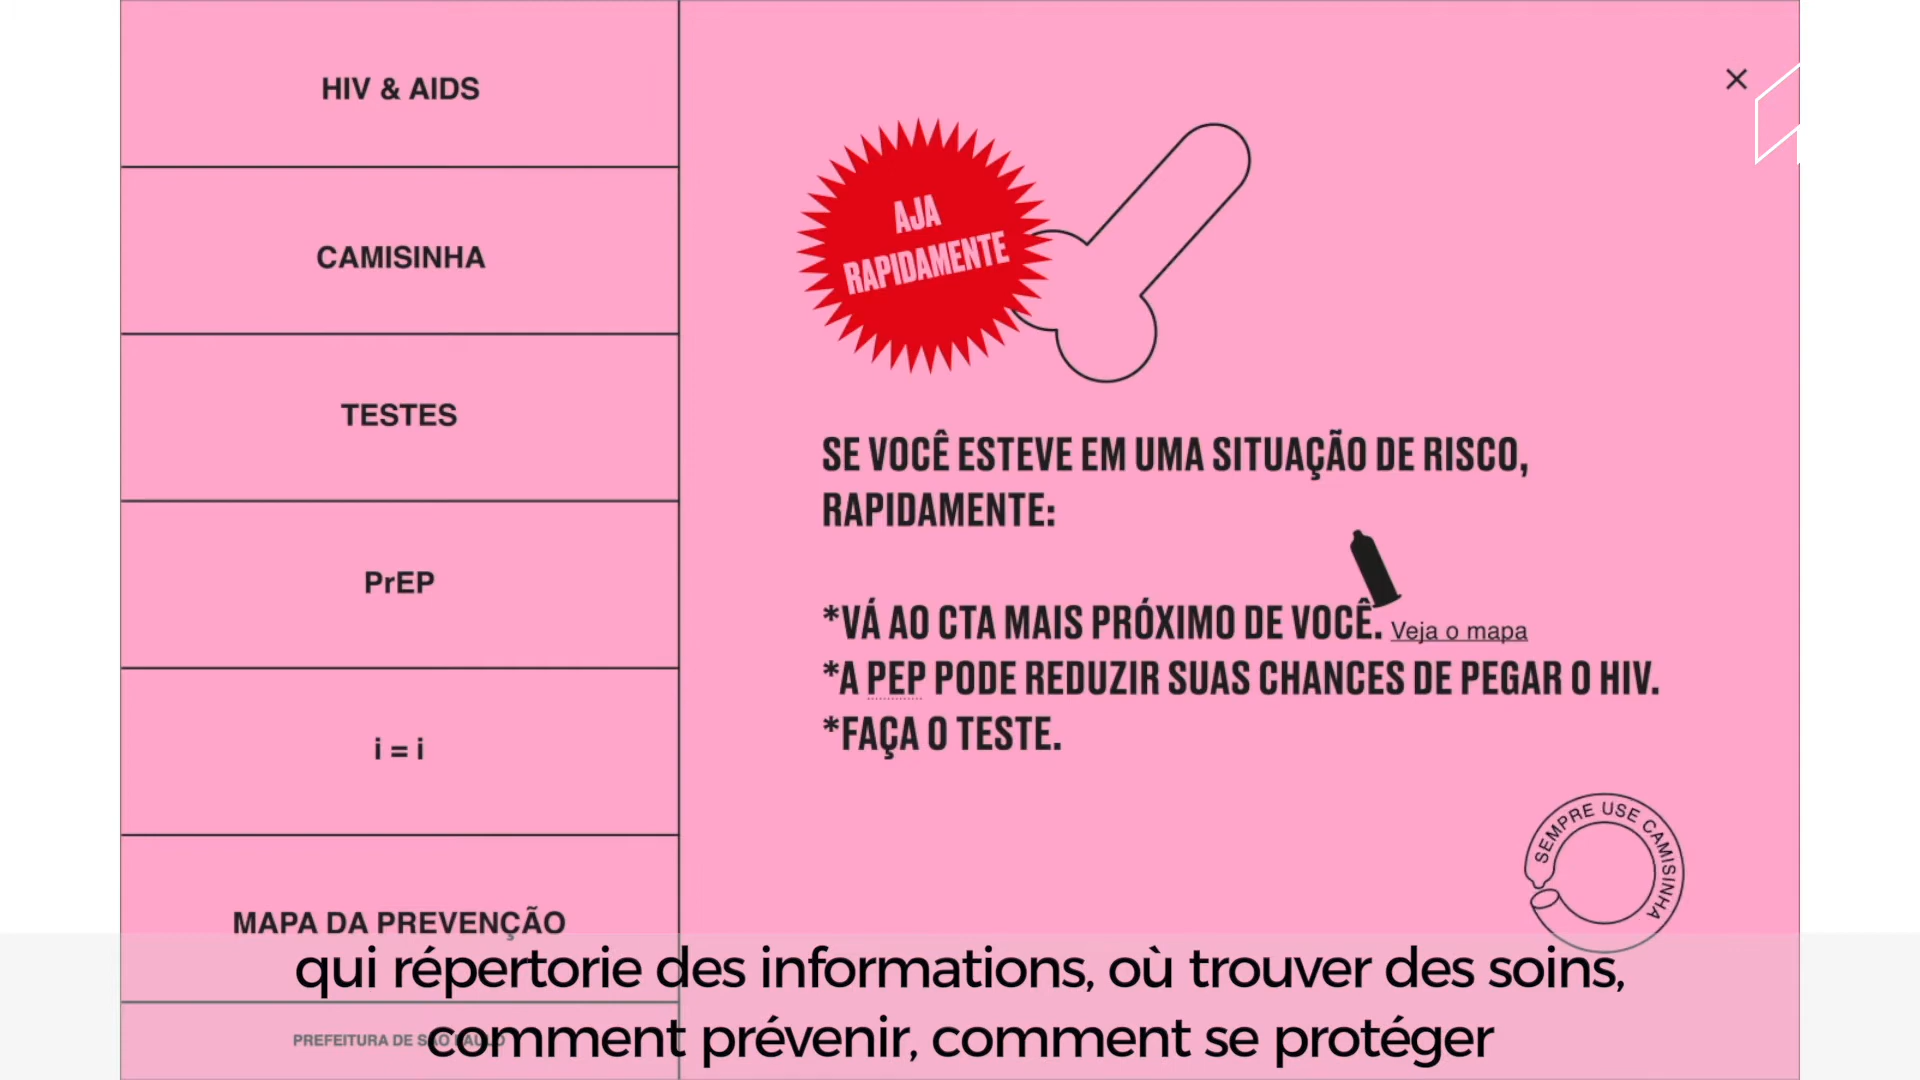 HIV & AIDS
CAMISINHA
TESTES
PrEP
i = i
MAPA DA PREVENÇÃO
PREFEITURA DE SÃO PAULO
AJA
RAPIDAMENTE
SE VOCÊ ESTEVE EM UMA SITUAÇÃO DE RISCO,
RAPIDAMENTE:
*VÁ AO CTA MAIS PRÓXIMO DE VOCÊ. Veja o mapa
*A PEP PODE REDUZIR SUAS CHANCES DE PEGAR O HIV.
*FAÇA O TESTE.
SEMPRE USE CAMISINHA
qui répertorie des informations, où trouver des soins,
comment prévenir, comment se protéger